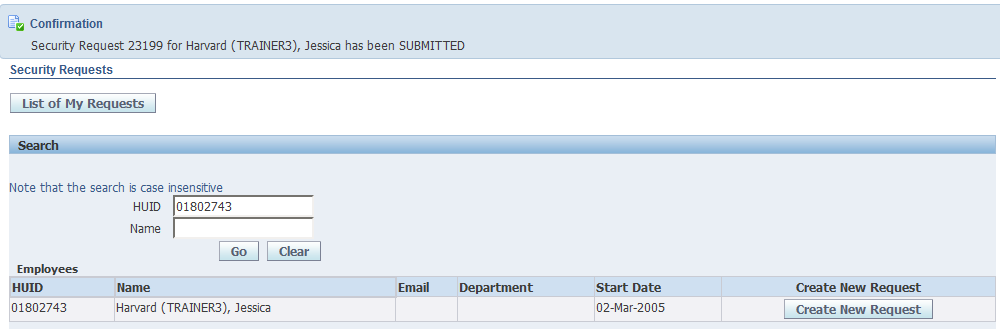 Confirmation
Security Request 23199 for Harvard (TRAINER3), Jessica has been SUBMITTED
Security Requests
List of My Requests
Search
Note that the search is case insensitive
HUID 01802743
Name
Go Clear
Employees
HUID Name Email Department Start Date Create New Request
01802743 Harvard (TRAINER3), Jessica 02-Mar-2005 Create New Request